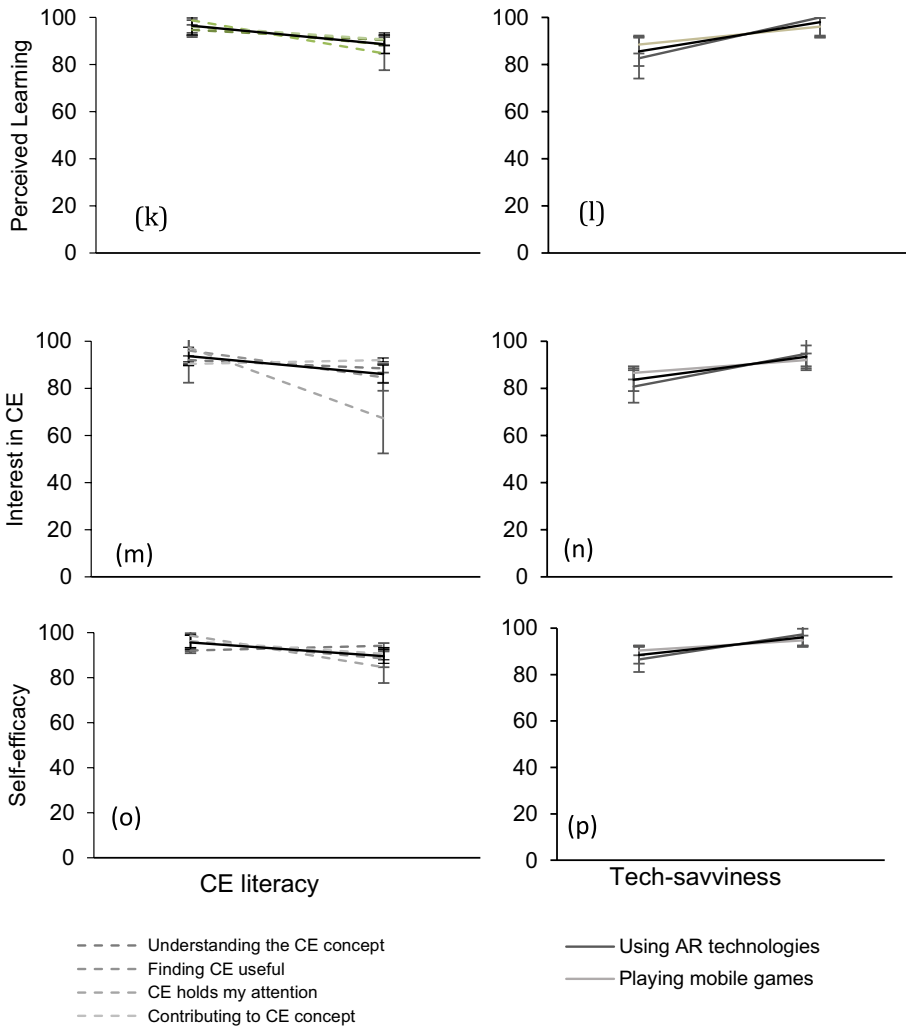 Perceived Learning
100
80
60
40
20
0
(k)
100
80
60
40
20
0
(l)
Interest in CE
100
80
60
40
20
0
(m)
100
80
60
40
20
0
(n)
Self-efficacy
100
80
60
40
20
0
(o)
100
80
60
40
20
0
(p)
CE literacy
Tech-savviness
Understanding the CE concept
Finding CE useful
CE holds my attention
Contributing to CE concept
Using AR technologies
Playing mobile games